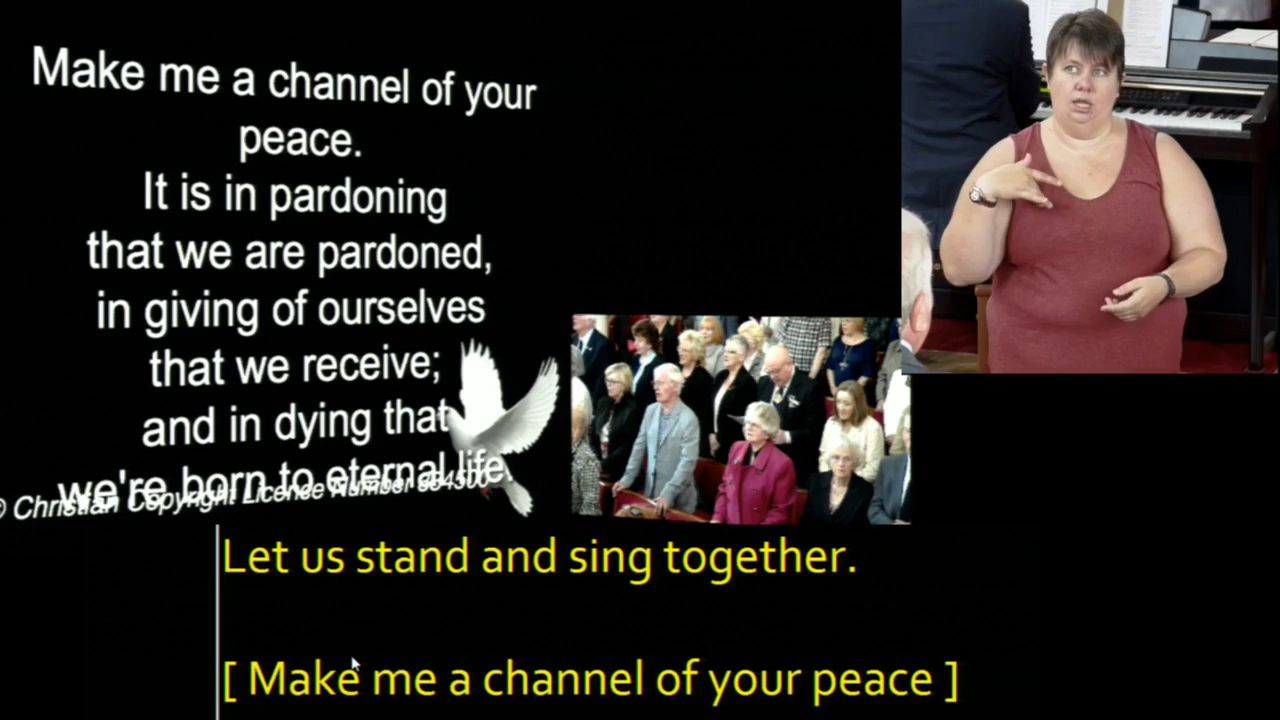 Make me a channel of your
peace.
It is in pardoning
that we are pardoned,
in giving of ourselves
that we receive;
and in dying that
we're born to eternal life.
© Christian Copyright Licence Number
Let us stand and sing together.
[ Make me a channel of your peace ]